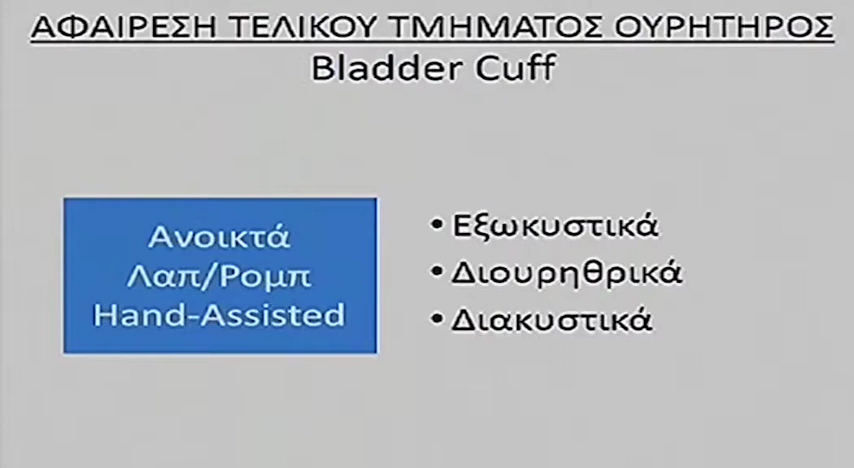 ΑΦΑΙΡΕΣΗ ΤΕΛΙΚΟΥ ΤΜΗΜΑΤΟΣ ΟΥΡΗΤΗΡΟΣ
Bladder Cuff
Ανοικτά
Λαπ/Ρομπ
Hand-Assisted
• Εξωκυστικά
• Διουρηθρικά
• Διακυστικά